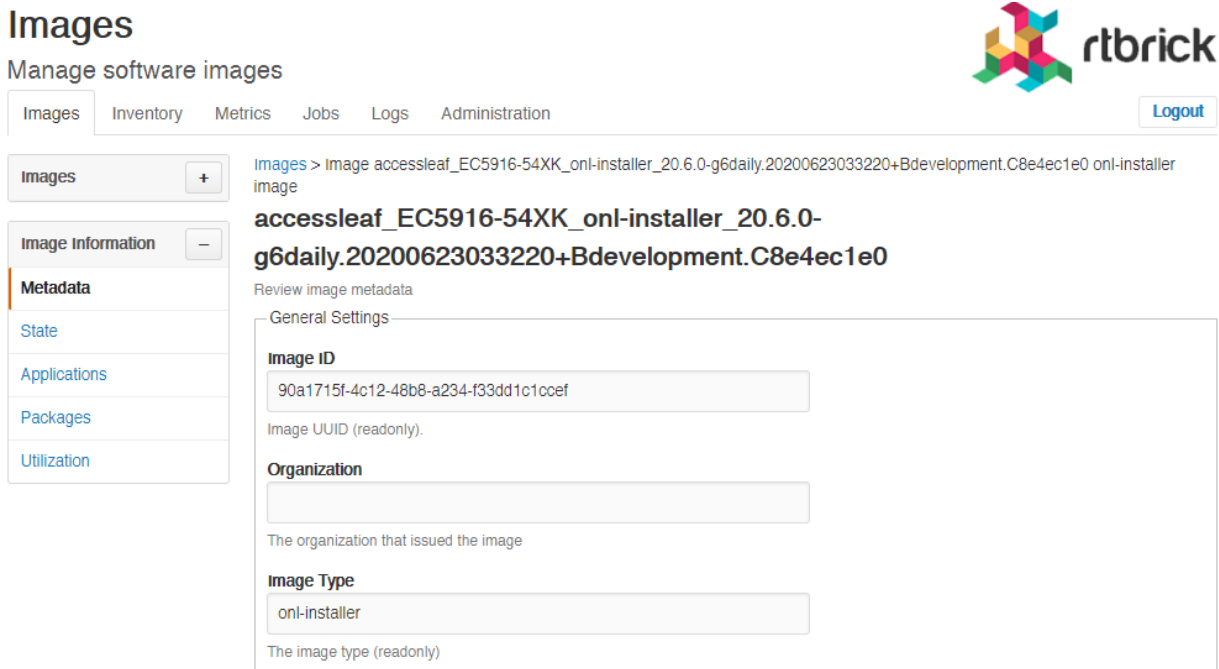 Images
Manage software images
rtbrick
Images Inventory Metrics Jobs Logs Administration
Logout
Images +
Image Information –
Metadata
State
Applications
Packages
Utilization
Images > Image accessleaf_EC5916-54XK_onl-installer_20.6.0-g6daily.20200623033220+Bdevelopment.C8e4ec1e0 onl-installer
image
accessleaf_EC5916-54XK_onl-installer_20.6.0-
g6daily.20200623033220+Bdevelopment.C8e4ec1e0
Review image metadata
General Settings
Image ID
90a1715f-4c12-48b8-a234-f33dd1c1ccef
Image UUID (readonly).
Organization
The organization that issued the image
Image Type
onl-installer
The image type (readonly)